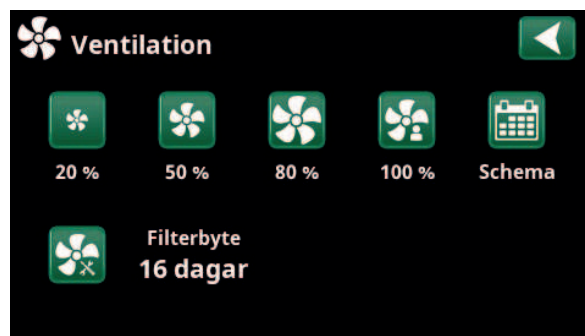 Ventilation
20 %
50 %
80 %
100 %
Schema
Filterbyte
16 dagar